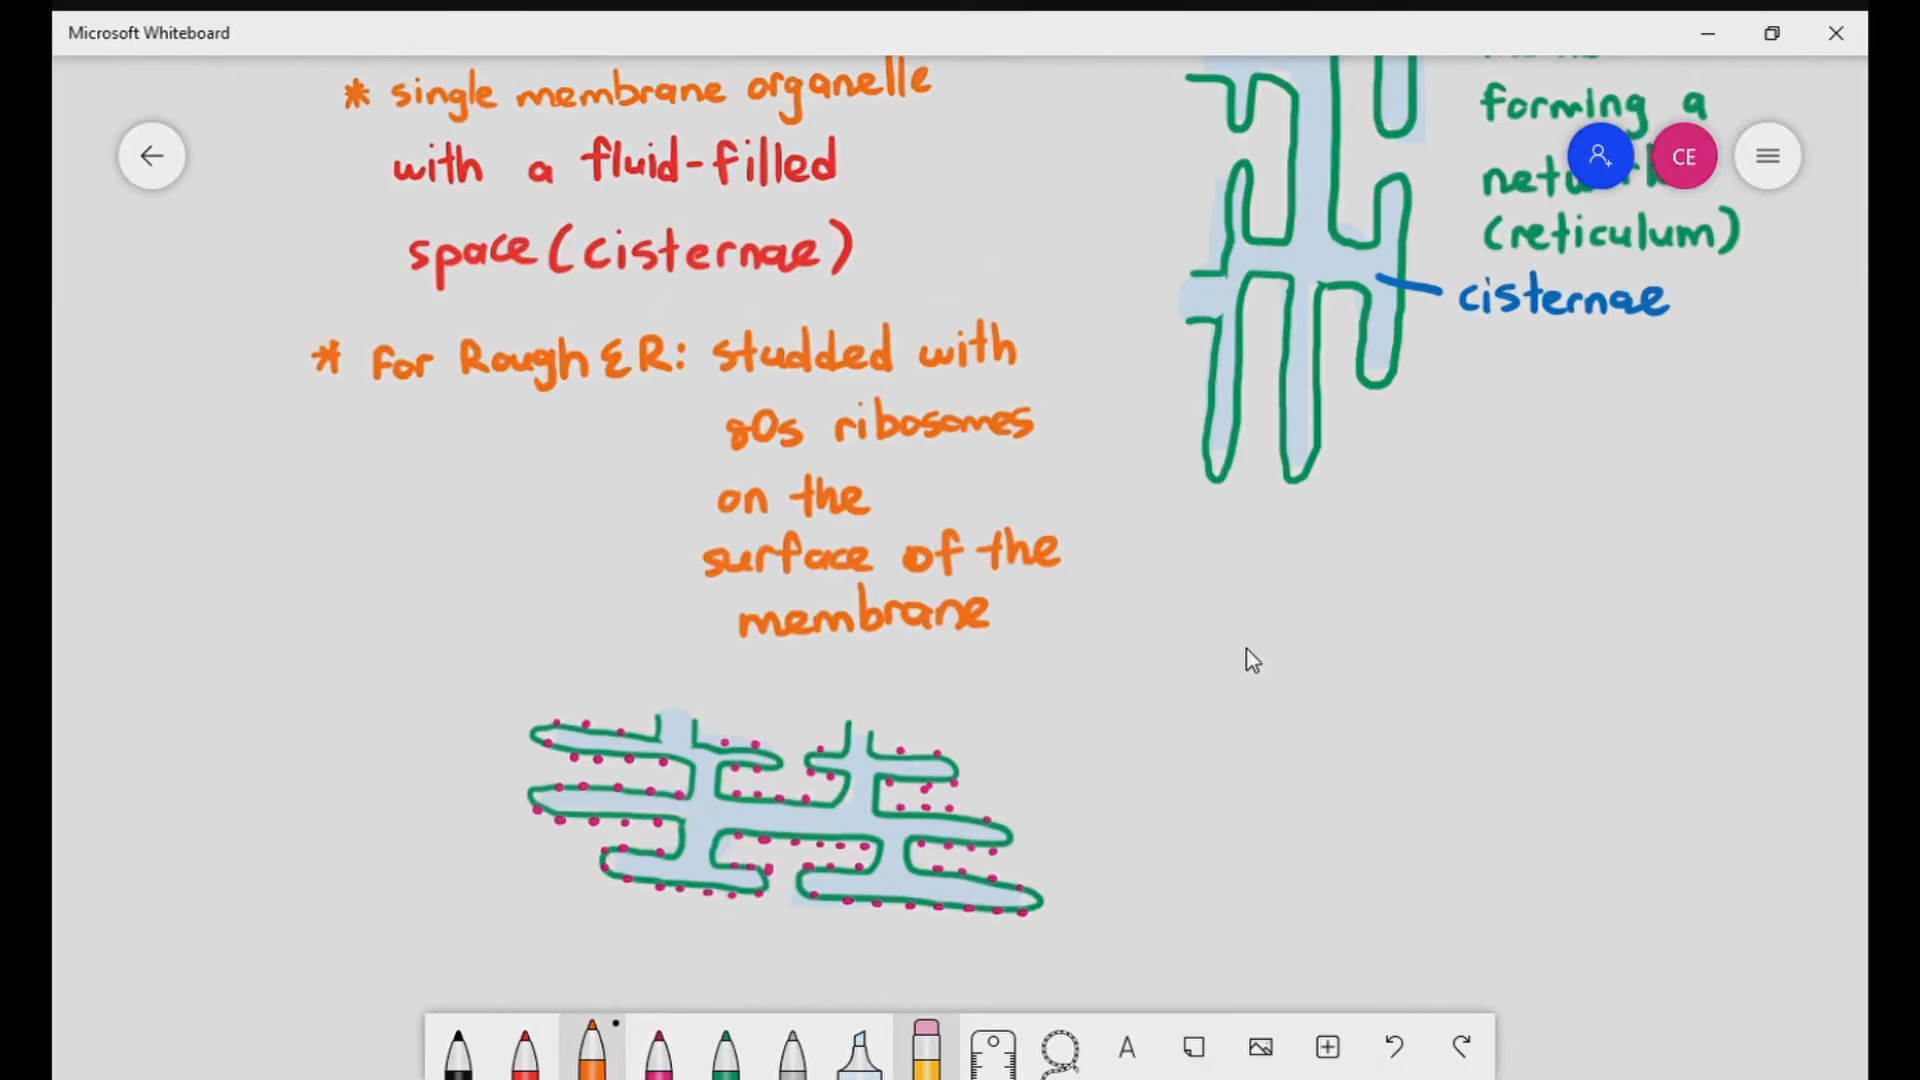 Microsoft Whiteboard
* single membrane organelle
with a fluid-filled
space (cisternae)
* For Rough ER: studded with
80s ribosomes
on the
surface of the
membrane
forming a
(reticulum)
cisternae
CE
A